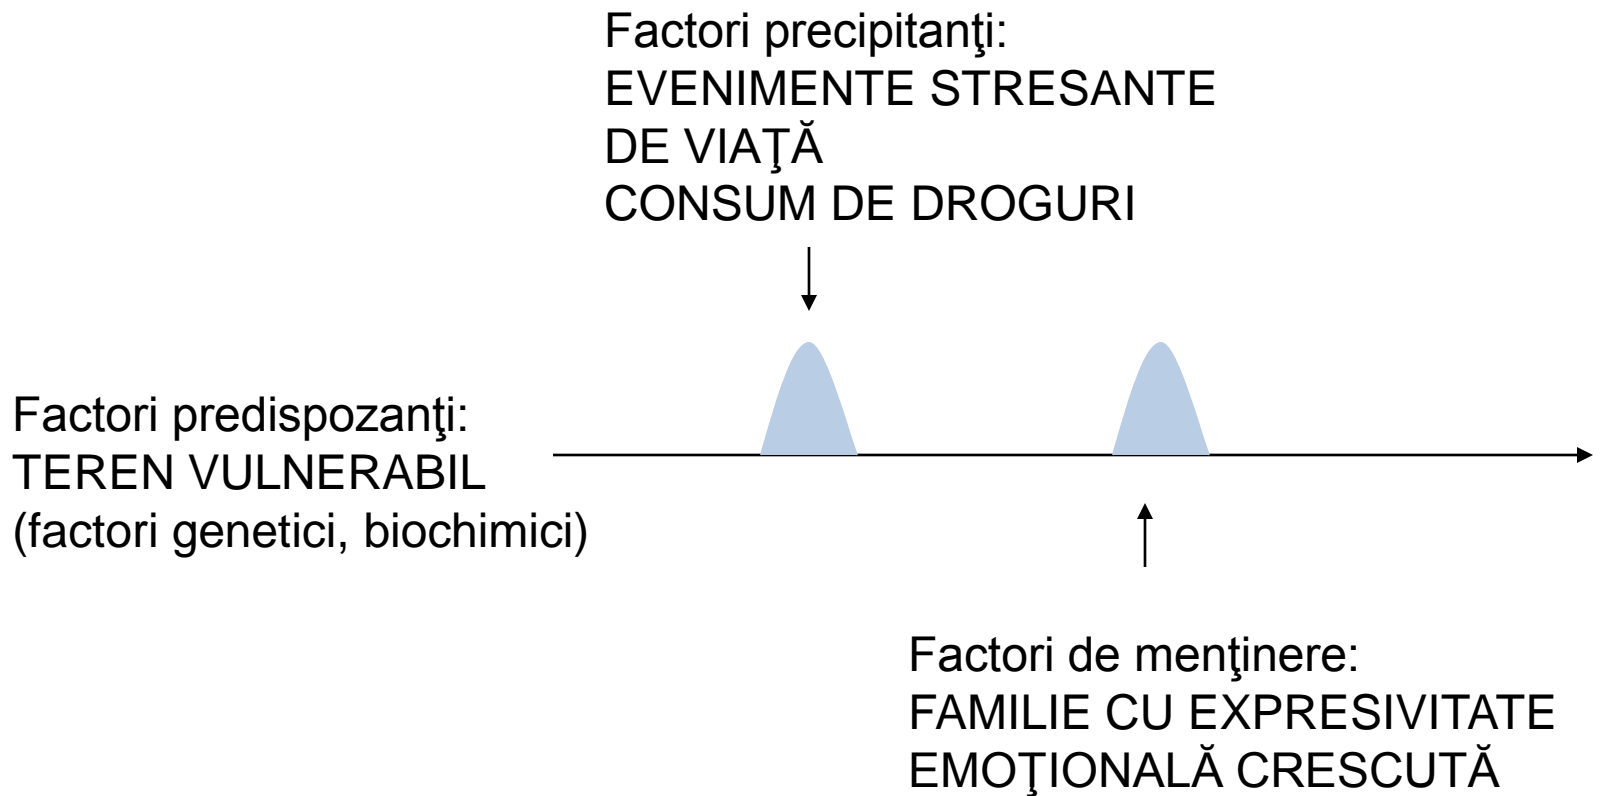 Factori precipitanţi:
EVENIMENTE STRESANTE
DE VIAŢĂ
CONSUM DE DROGURI
Factori predispozanţi:
TEREN VULNERABIL
(factori genetici, biochimici)
Factori de menţinere:
FAMILIE CU EXPRESIVITATE
EMOŢIONALĂ CRESCUTĂ